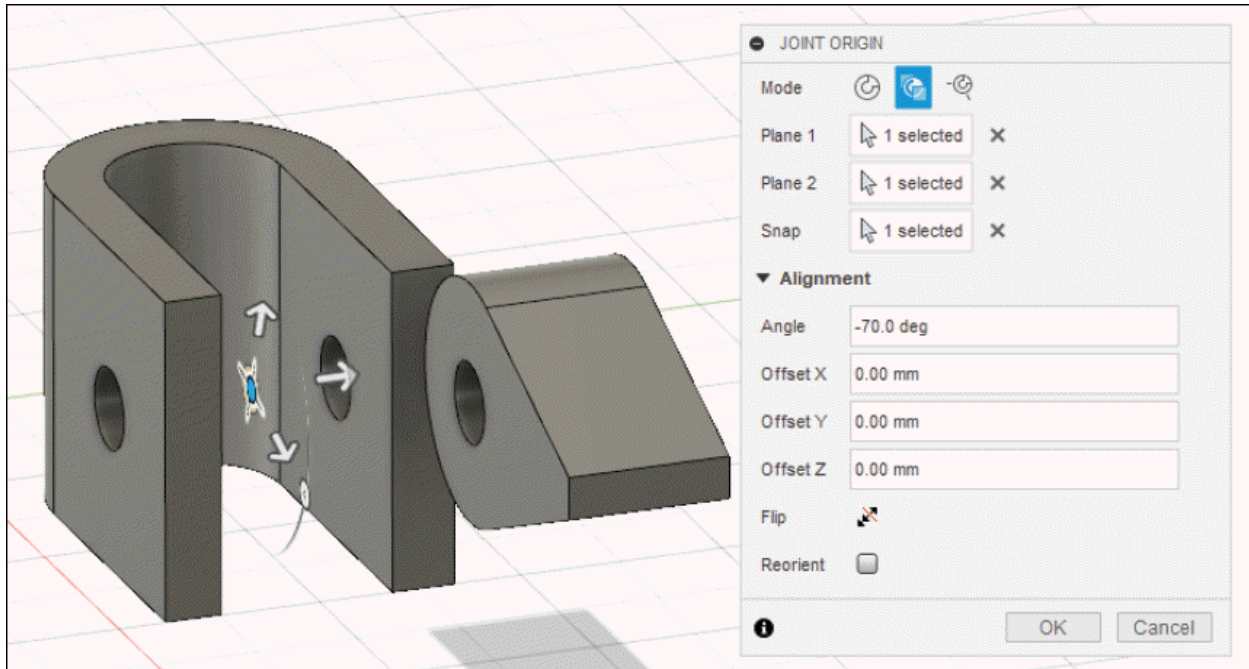 JOINT ORIGIN
Mode
Plane 1 1 selected
Plane 2 1 selected
Snap 1 selected
Alignment
Angle -70.0 deg
Offset X 0.00 mm
Offset Y 0.00 mm
Offset Z 0.00 mm
Flip
Reorient
OK Cancel